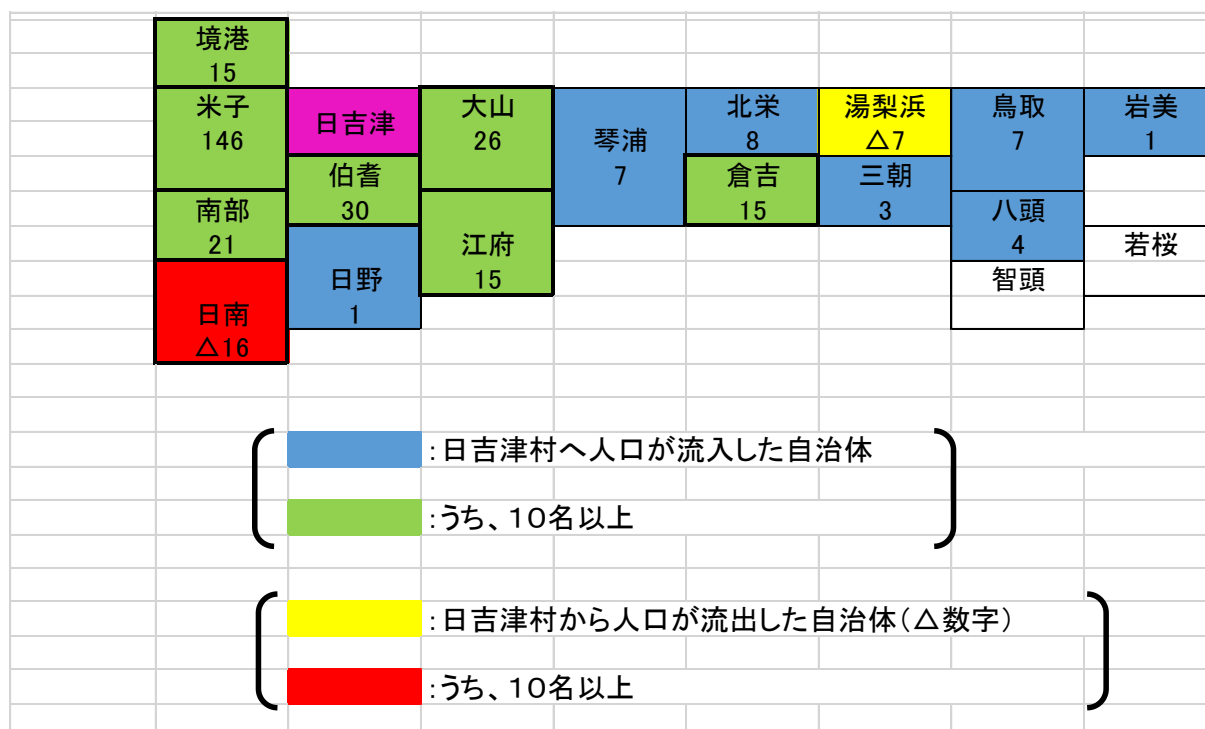 境港
15
米子
146
日吉津
大山
26
琴浦
7
北栄
8
湯梨浜
△7
鳥取
7
岩美
1
伯耆
30
倉吉
15
三朝
3
南部
21
江府
15
八頭
4
若桜
日野
1
智頭
日南
△16
:日吉津村へ人口が流入した自治体
:うち、10名以上
:日吉津村から人口が流出した自治体(△数字)
:うち、10名以上